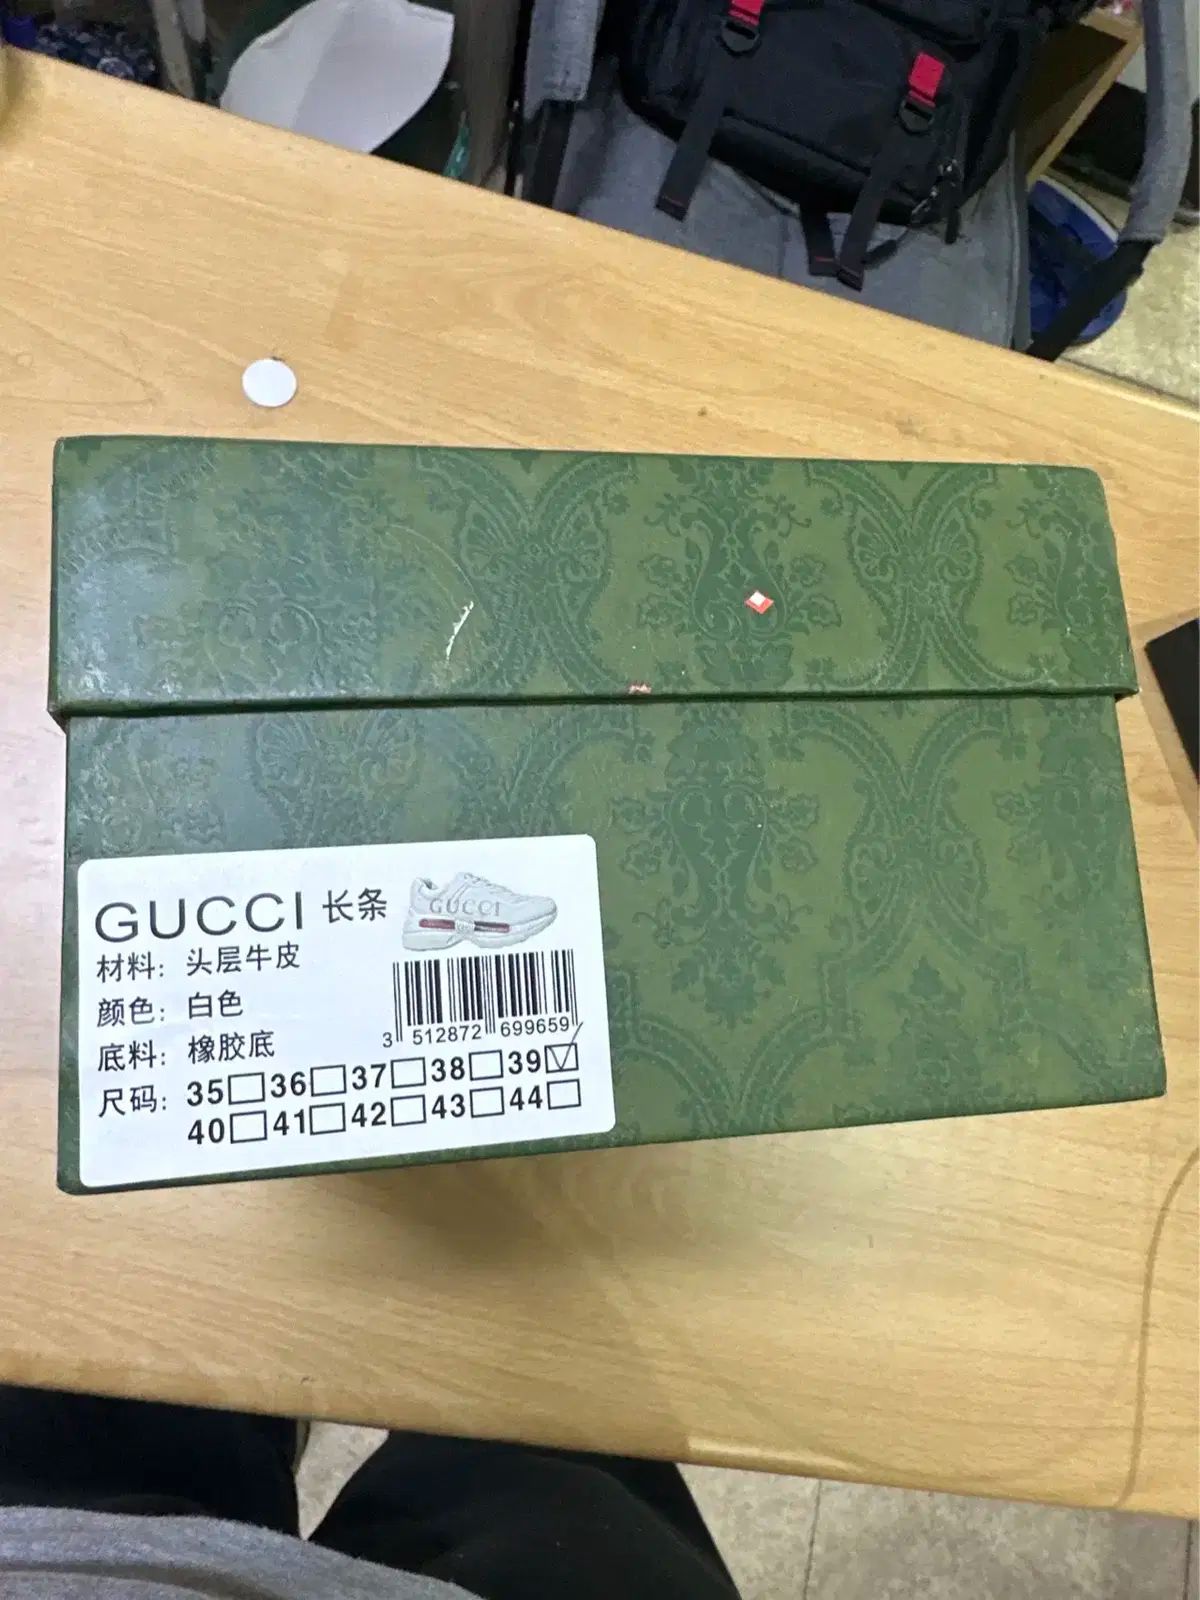 GUCCI 长条
GUCCI
材料：头层牛皮
颜色：白色
3 512872 699659
底料：橡胶底
尺码：35 36 37 38 39
40 41 42 43 44